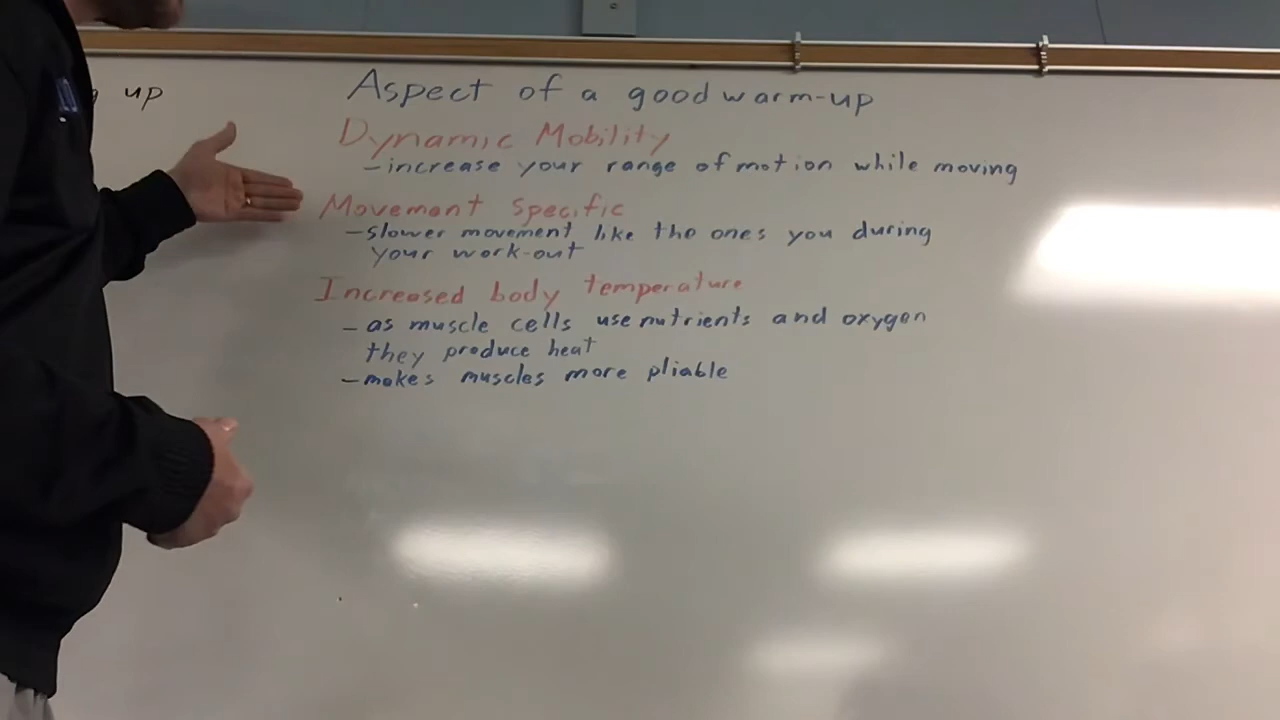 up
Aspect of a good warm-up
Dynamic Mobility
-increase your range of motion while moving
Movement Specific
-slower movement like the ones you during
your work-out
Increased body temperature
- as muscle cells use nutrients and oxygen
they produce heat
-makes muscles more pliable